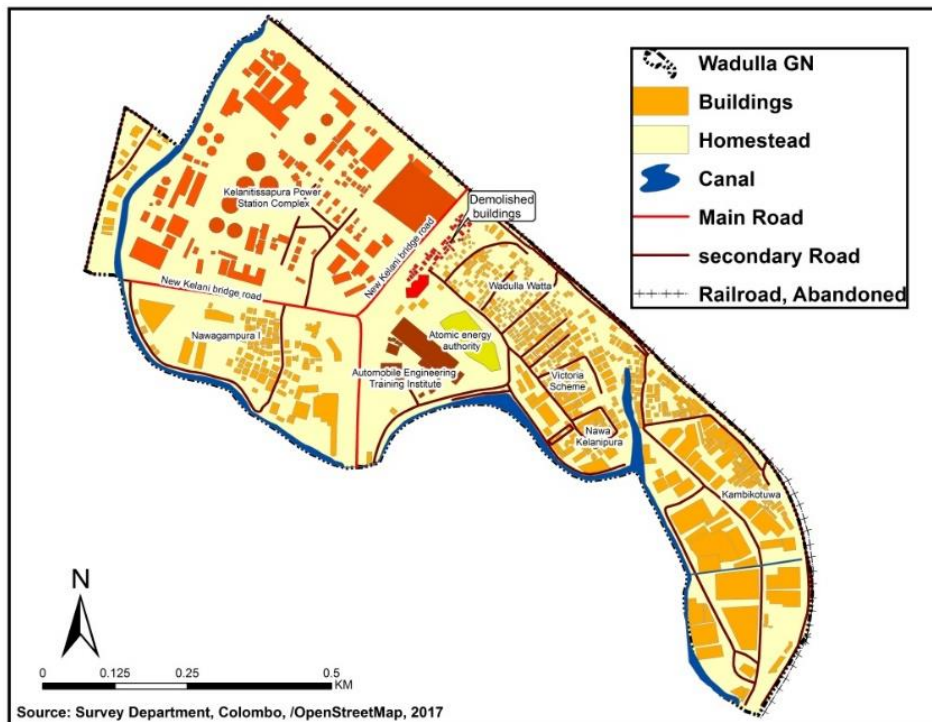 Wadulla GN
Buildings
Homestead
Canal
Main Road
secondary Road
Railroad, Abandoned
Demolished
buildings
Kelanitissapura Power
Station Complex
New Kelani bridge road
New Kelani bridge road
Wadulla Watta
Nawagampura I
Atomic energy
authority
Automobile Engineering
Training Institute
Victoria
Scheme
Nawa
Kelanipura
Kambikotuwa
N
0 0.125 0.25 0.5
KM
Source: Survey Department, Colombo, /OpenStreetMap, 2017